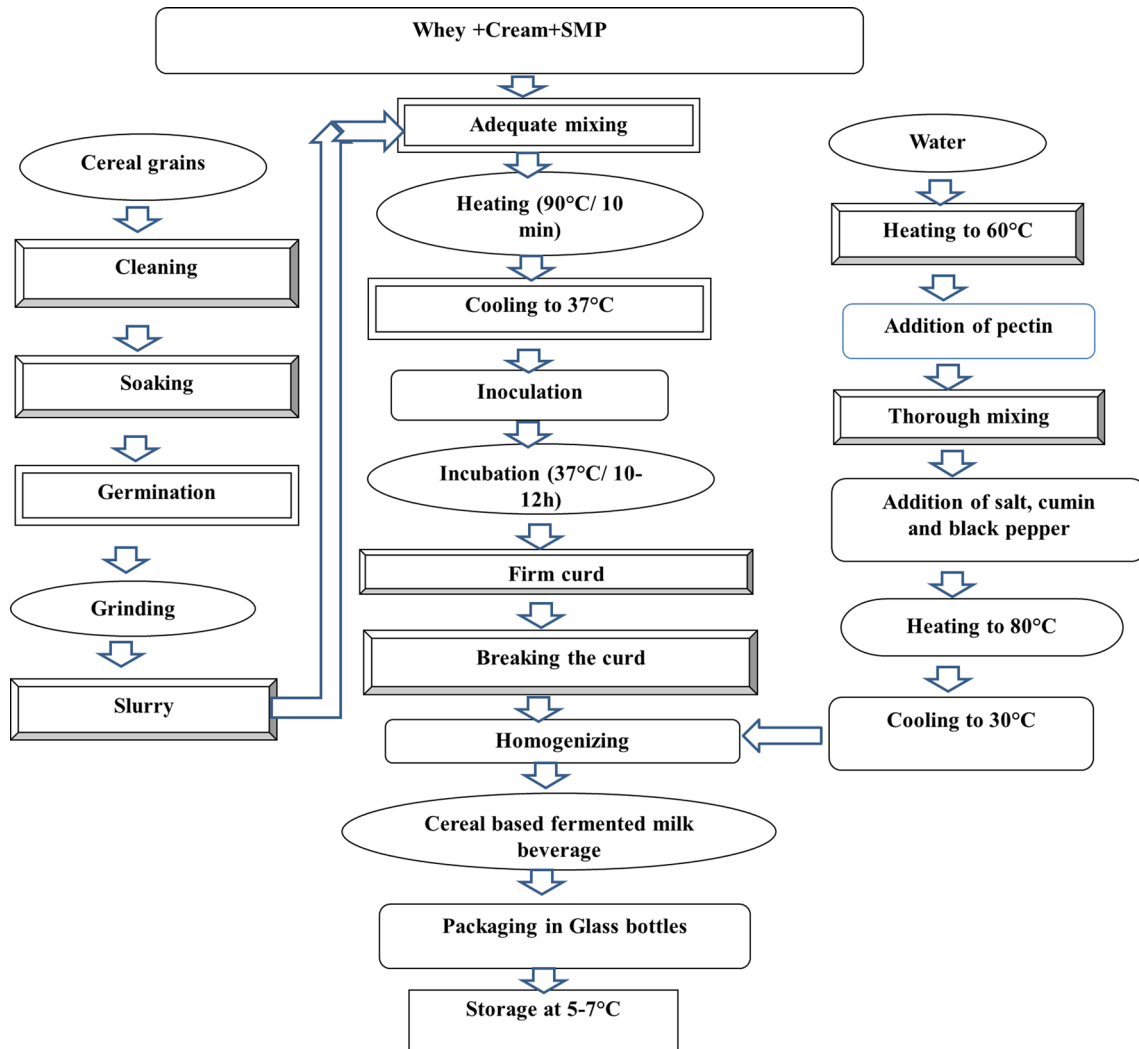 Whey +Cream+SMP
Adequate mixing
Heating (90°C/ 10
min)
Cooling to 37°C
Inoculation
Incubation (37°C/ 10-
12h)
Firm curd
Breaking the curd
Homogenizing
Cereal based fermented milk
beverage
Packaging in Glass bottles
Storage at 5-7°C
Cereal grains
Cleaning
Soaking
Germination
Grinding
Slurry
Water
Heating to 60°C
Addition of pectin
Thorough mixing
Addition of salt, cumin
and black pepper
Heating to 80°C
Cooling to 30°C